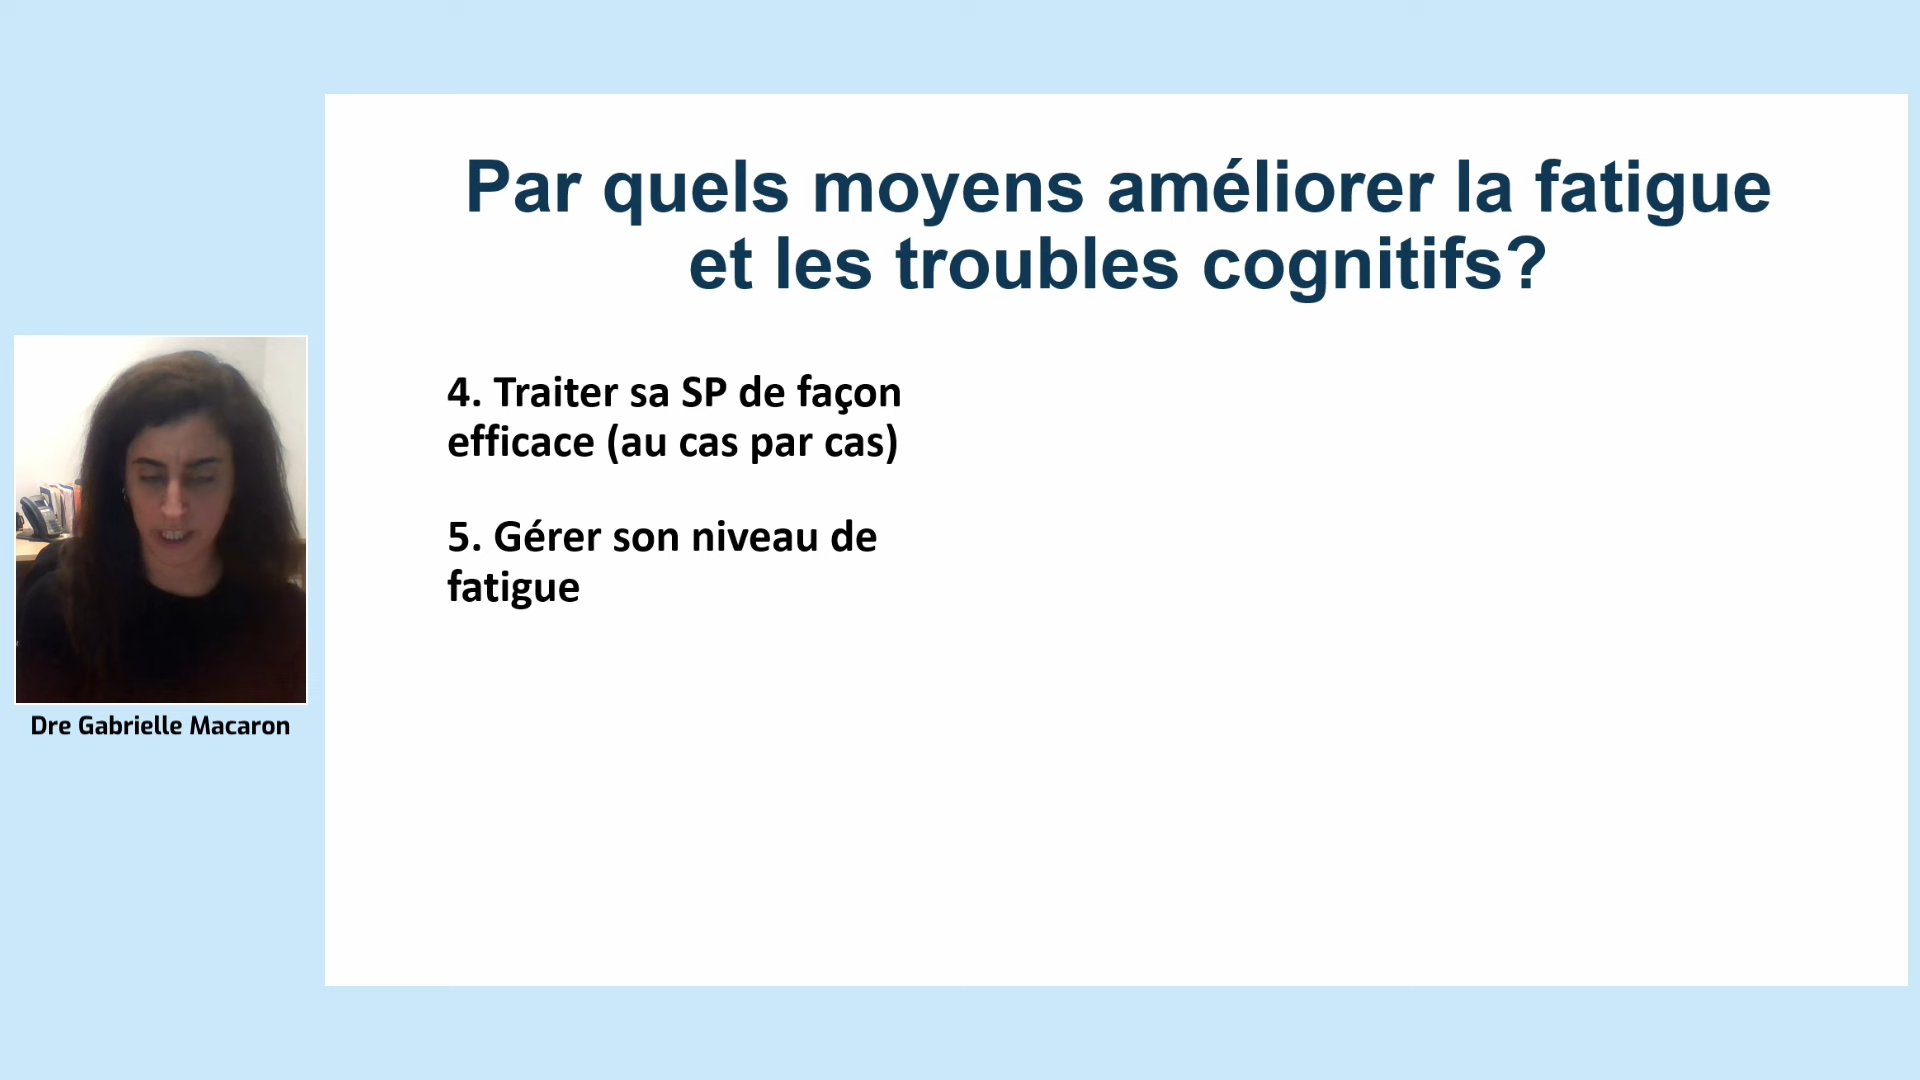 Par quels moyens améliorer la fatigue
et les troubles cognitifs?
4. Traiter sa SP de façon
efficace (au cas par cas)
5. Gérer son niveau de
fatigue
Dre Gabrielle Macaron